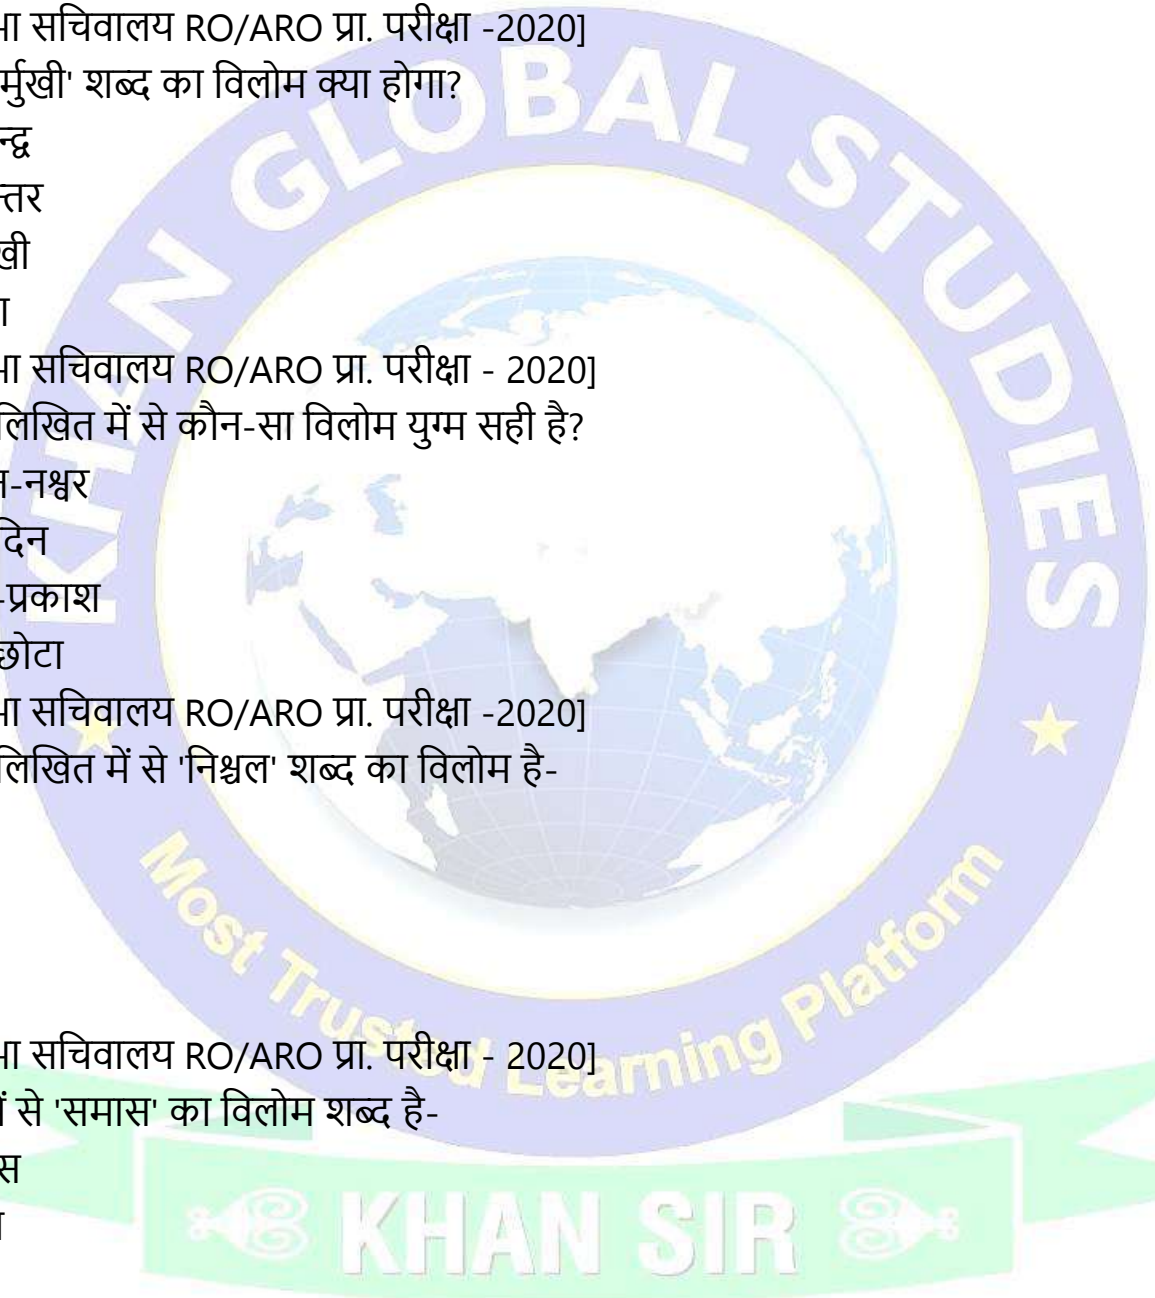 भा सचिवालय RO/ARO प्रा. परीक्षा -2020]
र्मुखी' शब्द का विलोम क्या होगा?
न्द्व
न्तर
खी
ा
भा सचिवालय RO/ARO प्रा. परीक्षा - 2020]
लिखित में से कौन-सा विलोम युग्म सही है?
न-नश्वर
दिन
-प्रकाश
छोटा
भा सचिवालय RO/ARO प्रा. परीक्षा -2020]
लिखित में से 'निश्चल' शब्द का विलोम है-
भा सचिवालय RO/ARO प्रा. परीक्षा - 2020]
में से 'समास' का विलोम शब्द है-
स
KHAN GLOBAL STUDIES
Most Trusted Learning Platform
KHAN SIR